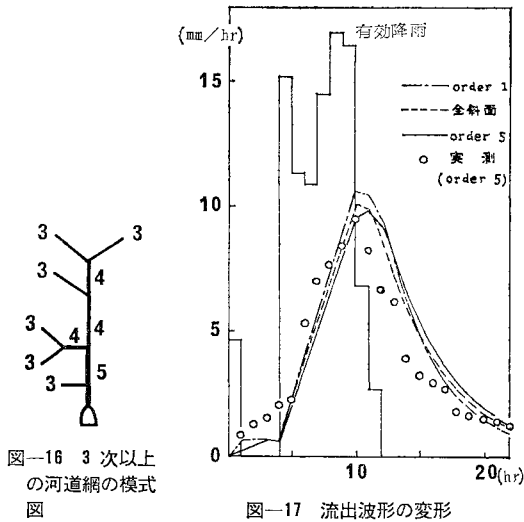 (mm/hr)
有効降雨
15
order 1
全斜面
order 5
実測
(order 5)
10
5
0
10
20
(hr)
3
3
3
4
4
3
4
3
5
3
図―16 3 次以上
の河道網の模式
図
図―17 流出波形の変形